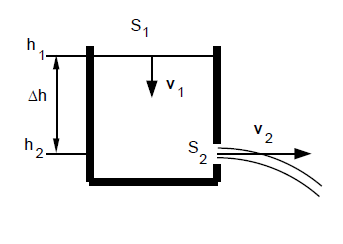 S₁
h₁
v₁
Δh
v₂
h₂
S₂